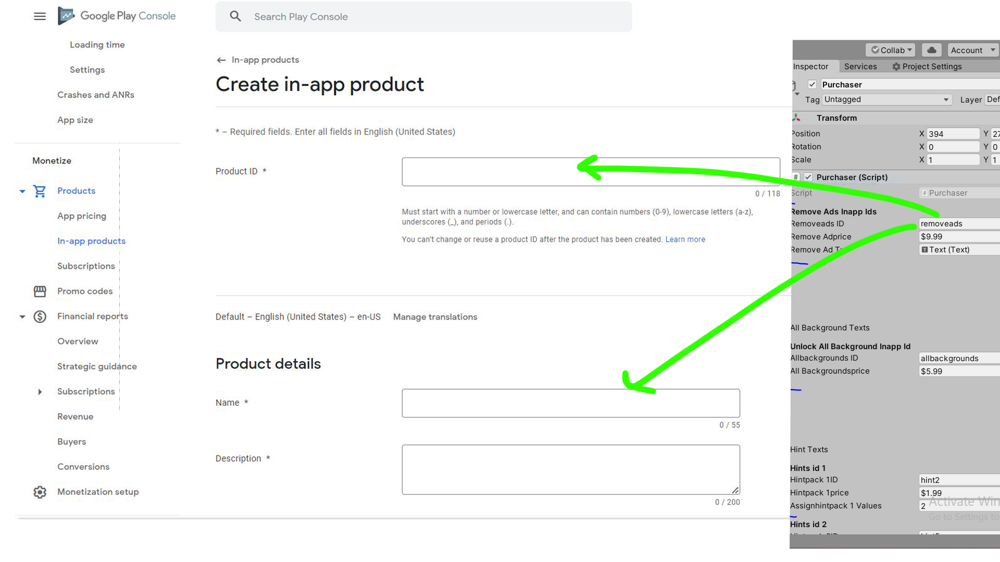 Google Play Console
Search Play Console
Loading time
Settings
Crashes and ANRs
App size
Monetize
Products
App pricing
In-app products
Subscriptions
Promo codes
Financial reports
Overview
Strategic guidance
Subscriptions
Revenue
Buyers
Conversions
Monetization setup
In-app products
Create in-app product
* – Required fields. Enter all fields in English (United States)
Product ID *
0 / 118
Must start with a number or lowercase letter, and can contain numbers (0-9), lowercase letters (a-z),
underscores (_), and periods (.).
You can't change or reuse a product ID after the product has been created. Learn more
Default – English (United States) – en-US Manage translations
Product details
Name *
0 / 55
Description *
0 / 200
Collab Account
Inspector Services Project Settings
Purchaser
Tag Untagged Layer Def
Transform
Position X 394 Y 27
Rotation X 0 Y 0
Scale X 1 Y 1
# Purchaser (Script)
Script # Purchaser
Remove Ads Inapp Ids
Removeads ID removeads
Remove Adprice $9.99
Remove Ad Text (Text)
All Background Texts
Unlock All Background Inapp Id
Allbackgrounds ID allbackgrounds
All Backgroundsprice $5.99
Hint Texts
Hints id 1
Hintpack 1ID hint2
Hintpack 1price $1.99
Assignhintpack 1 Values 2
Activate Win
Go to Settings to
Hints id 2